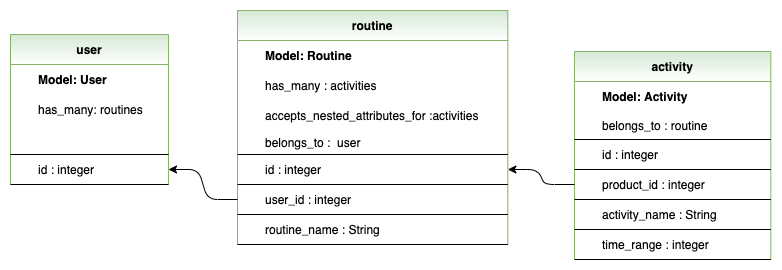 user
Model: User
has_many: routines
id : integer
routine
Model: Routine
has_many : activities
accepts_nested_attributes_for :activities
belongs_to :  user
id : integer
user_id : integer
routine_name : String
activity
Model: Activity
belongs_to : routine
id : integer
product_id : integer
activity_name : String
time_range : integer